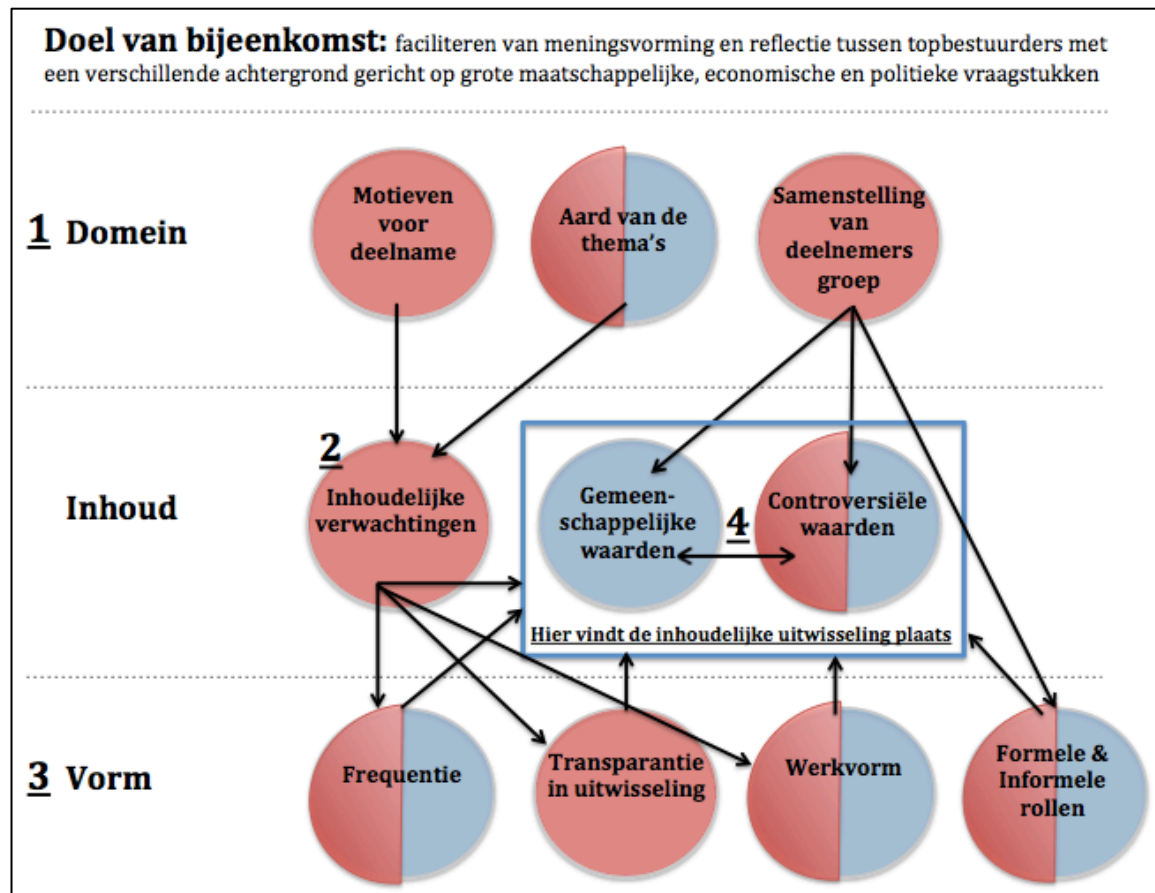 Doel van bijeenkomst: faciliteren van meningsvorming en reflectie tussen topbestuurders met
een verschillende achtergrond gericht op grote maatschappelijke, economische en politieke vraagstukken
1 Domein
Motieven
voor
deelname
Aard van de
thema's
Samenstelling
van
deelnemers
groep
Inhoud
2
Inhoudelijke
verwachtingen
Gemeen-
schappelijke
waarden
4
Controversiële
waarden
Hier vindt de inhoudelijke uitwisseling plaats
3 Vorm
Frequentie
Transparantie
in uitwisseling
Werkvorm
Formele &
Informele
rollen